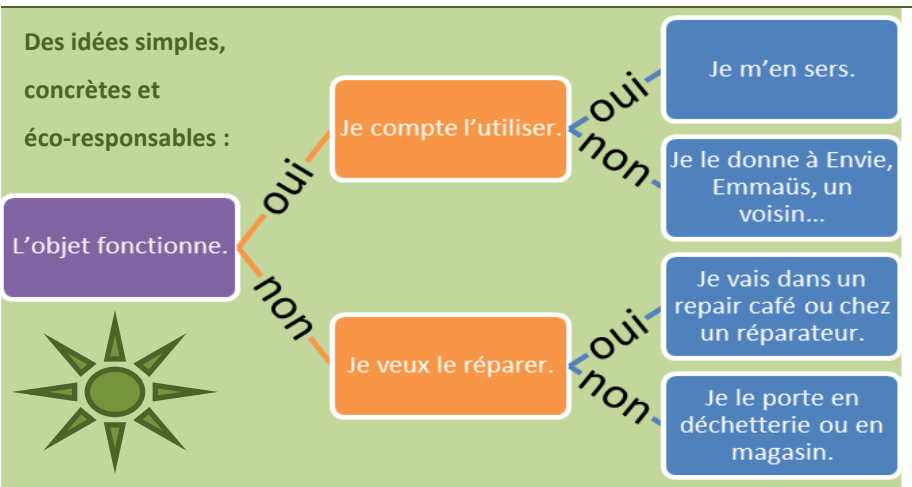 Des idées simples,
concrètes et
éco-responsables :
L'objet fonctionne.
oui
Je compte l'utiliser.
oui
Je m'en sers.
non
Je le donne à Envie,
Emmaüs, un
voisin...
non
Je veux le réparer.
oui
Je vais dans un
repair café ou chez
un réparateur.
non
Je le porte en
déchetterie ou en
magasin.